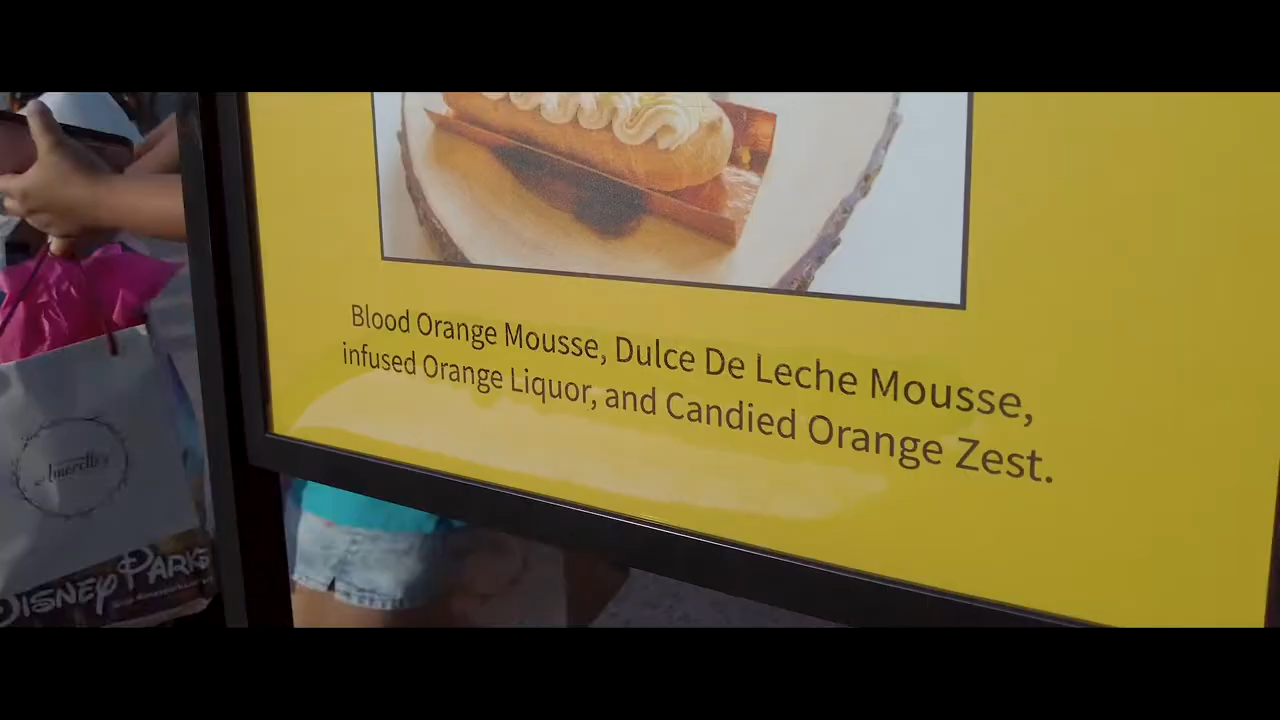 Blood Orange Mousse, Dulce De Leche Mousse,
infused Orange Liquor, and Candied Orange Zest.
Amorette's
DISNEY PARKS